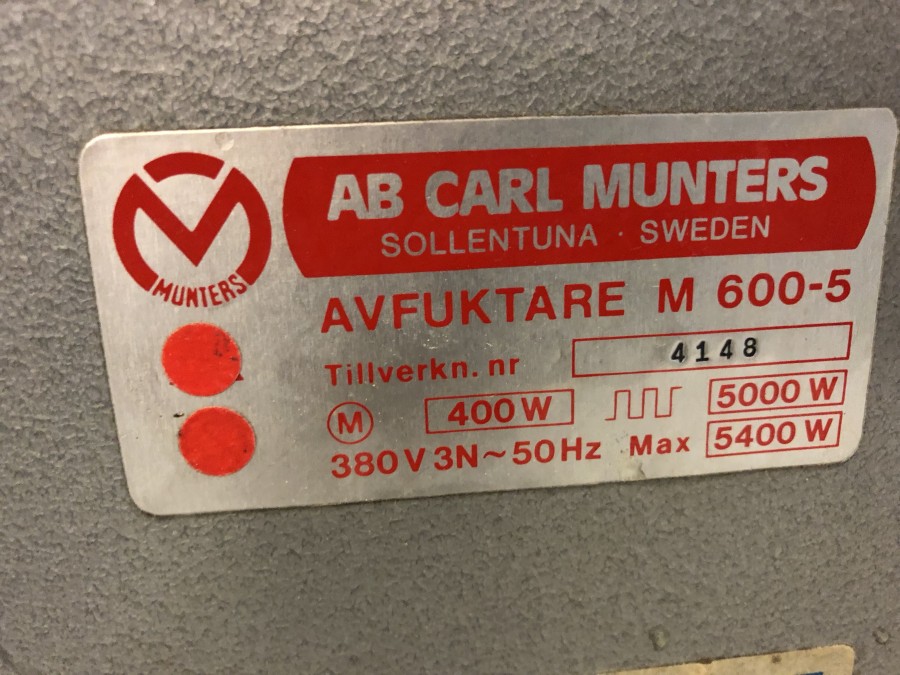 AB CARL MUNTERS
SOLLENTUNA · SWEDEN
MUNTERS
AVFUKTARE M 600-5
Tillverkn. nr 4148
M 400 W 5000 W
380 V 3N~50 Hz Max 5400 W